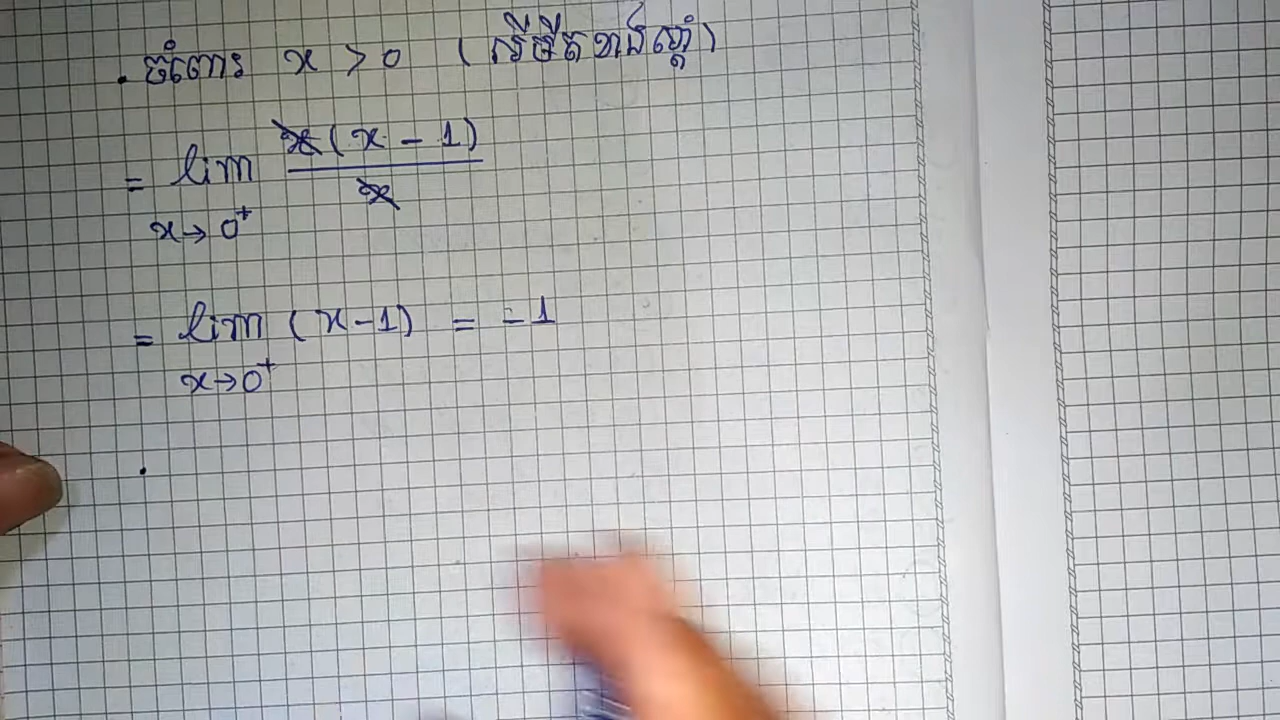 . ចំពោះ x > 0 ( លីមីតខាងស្តាំ)
= lim x(x - 1)
x
x→ 0⁺
= lim (x-1) = -1
x→0⁺
.